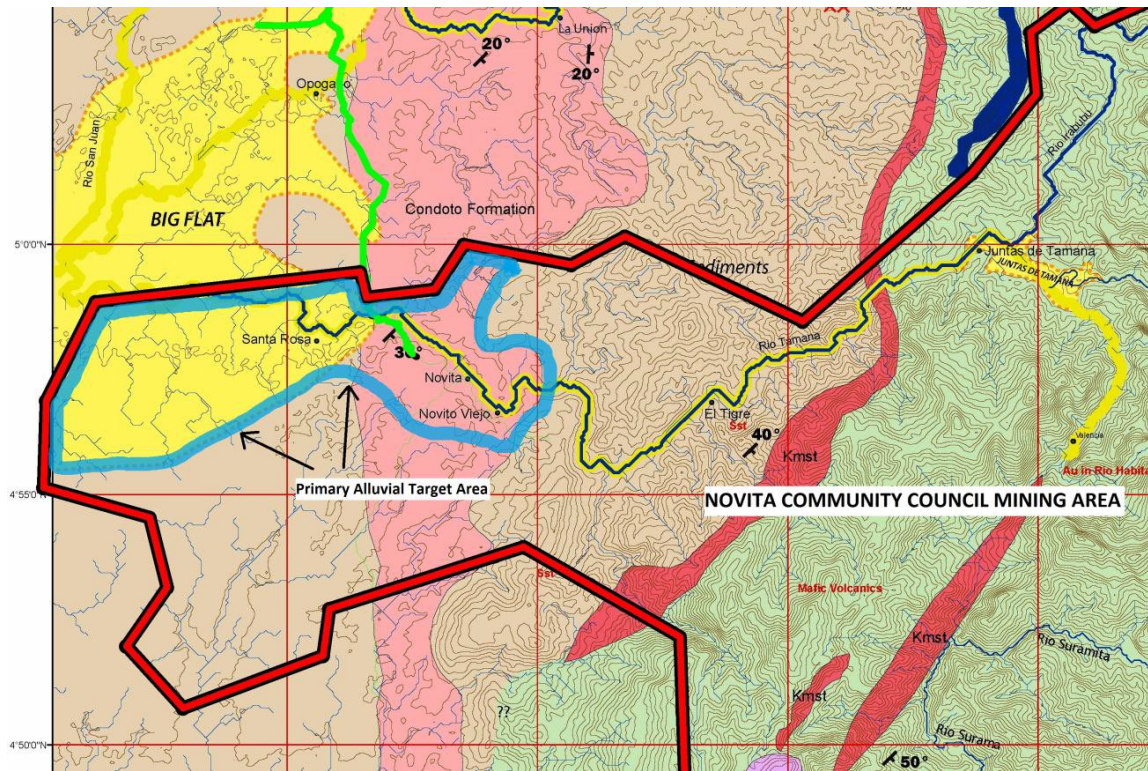 La Union
20°
20°
Opogado
Rio San Juan
BIG FLAT
Condoto Formation
Rio Irabubu
5°0'0"N
Juntas de Tamana
JUNTAS DE TAMANA
Santa Rosa
30°
Rio Tamana
Novita
Novito Viejo
El Tigre
Sst
40°
Kmst
Valencia
Au in Rio Habita
Primary Alluvial Target Area
4°55'0"N
NOVITA COMMUNITY COUNCIL MINING AREA
Sst
Mafic Volcanics
Kmst
Rio Suramita
Kmst
??
Rio Surama
4°50'0"N
50°